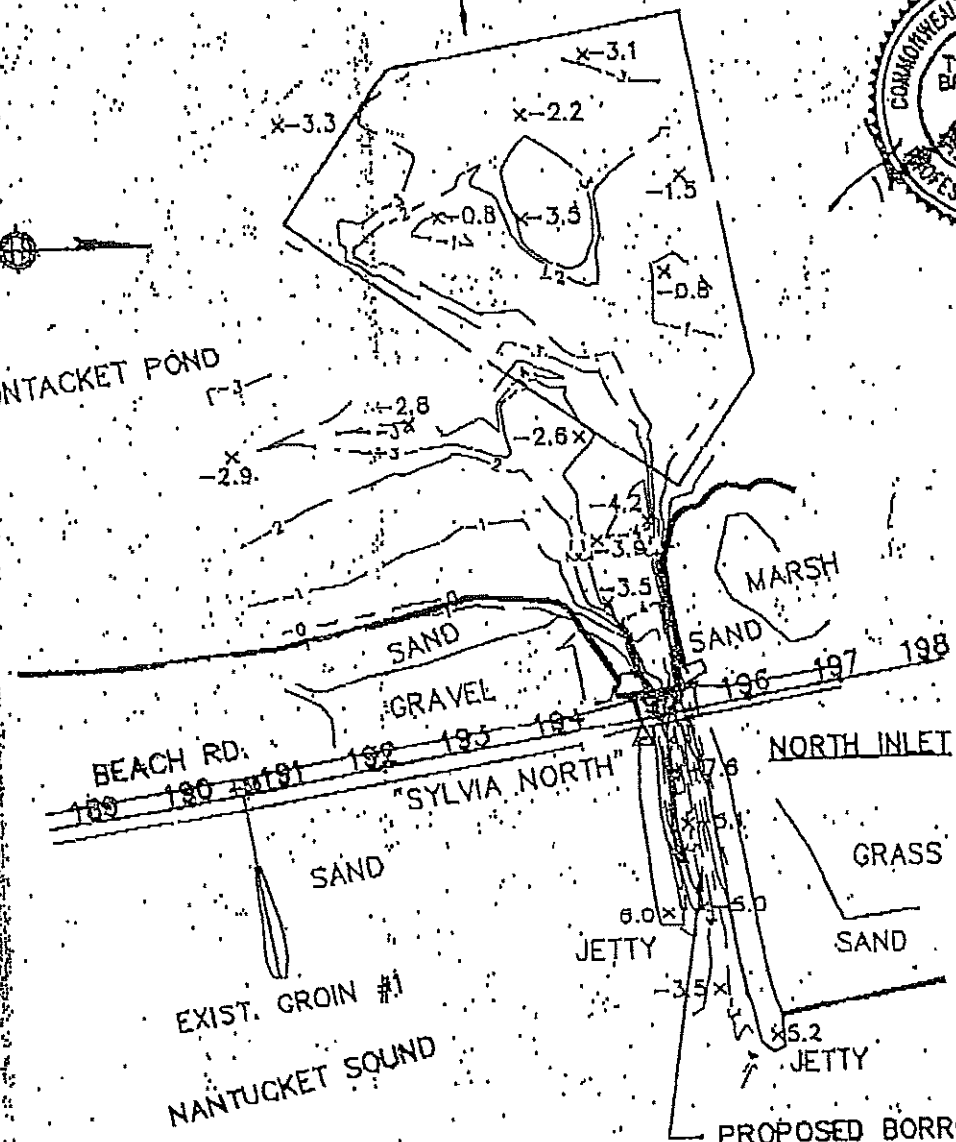 COMMONWEAL
×-3.1
×-2.2
×-3.3
-1.5
×-0.8
×-3.5
-0.8
NTACKET POND
-2.8
-2.6×
-2.9
-4.2
-3.9
-3.5
MARSH
SAND
SAND
GRAVEL
BEACH RD.
189 190 191 192 193 194 196 197 198
NORTH INLET
"SYLVIA NORTH"
-7.6
-5.1
SAND
GRASS
6.0 ×
-5.0
JETTY
SAND
-3.5×
EXIST. GROIN #1
×5.2
JETTY
NANTUCKET SOUND
PROPOSED BORR